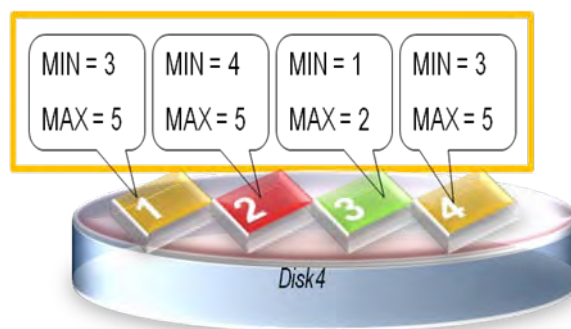 MIN = 3
MAX = 5
MIN = 4
MAX = 5
MIN = 1
MAX = 2
MIN = 3
MAX = 5
1
2
3
4
Disk4